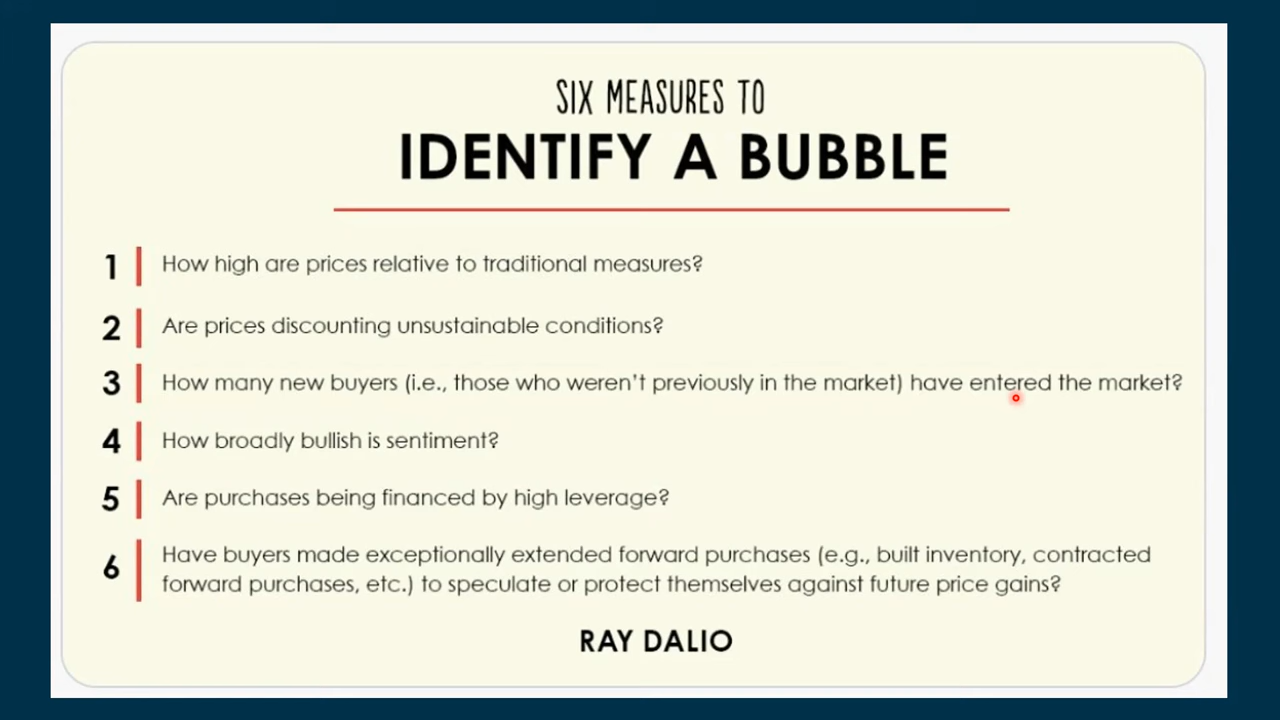 SIX MEASURES TO
IDENTIFY A BUBBLE
1 How high are prices relative to traditional measures?
2 Are prices discounting unsustainable conditions?
3 How many new buyers (i.e., those who weren't previously in the market) have entered the market?
4 How broadly bullish is sentiment?
5 Are purchases being financed by high leverage?
6 Have buyers made exceptionally extended forward purchases (e.g., built inventory, contracted
forward purchases, etc.) to speculate or protect themselves against future price gains?
RAY DALIO